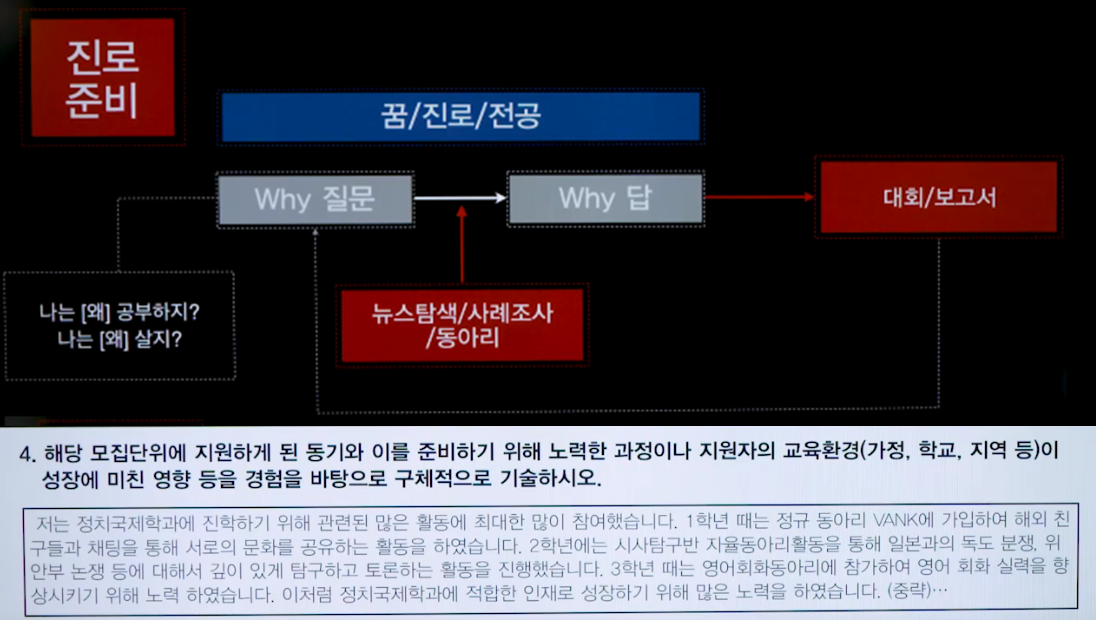 진로
준비
꿈/진로/전공
Why 질문
Why 답
대회/보고서
나는 [왜] 공부하지?
나는 [왜] 살지?
뉴스탐색/사례조사
/동아리
4. 해당 모집단위에 지원하게 된 동기와 이를 준비하기 위해 노력한 과정이나 지원자의 교육환경(가정, 학교, 지역 등)이
성장에 미친 영향 등을 경험을 바탕으로 구체적으로 기술하시오.
저는 정치국제학과에 진학하기 위해 관련된 많은 활동에 최대한 많이 참여했습니다. 1학년 때는 정규 동아리 VANK에 가입하여 해외 친
구들과 채팅을 통해 서로의 문화를 공유하는 활동을 하였습니다. 2학년에는 시사탐구반 자율동아리활동을 통해 일본과의 독도 분쟁, 위
안부 논쟁 등에 대해서 깊이 있게 탐구하고 토론하는 활동을 진행했습니다. 3학년 때는 영어회화동아리에 참가하여 영어 회화 실력을 향
상시키기 위해 노력 하였습니다. 이처럼 정치국제학과에 적합한 인재로 성장하기 위해 많은 노력을 하였습니다. (중략)…